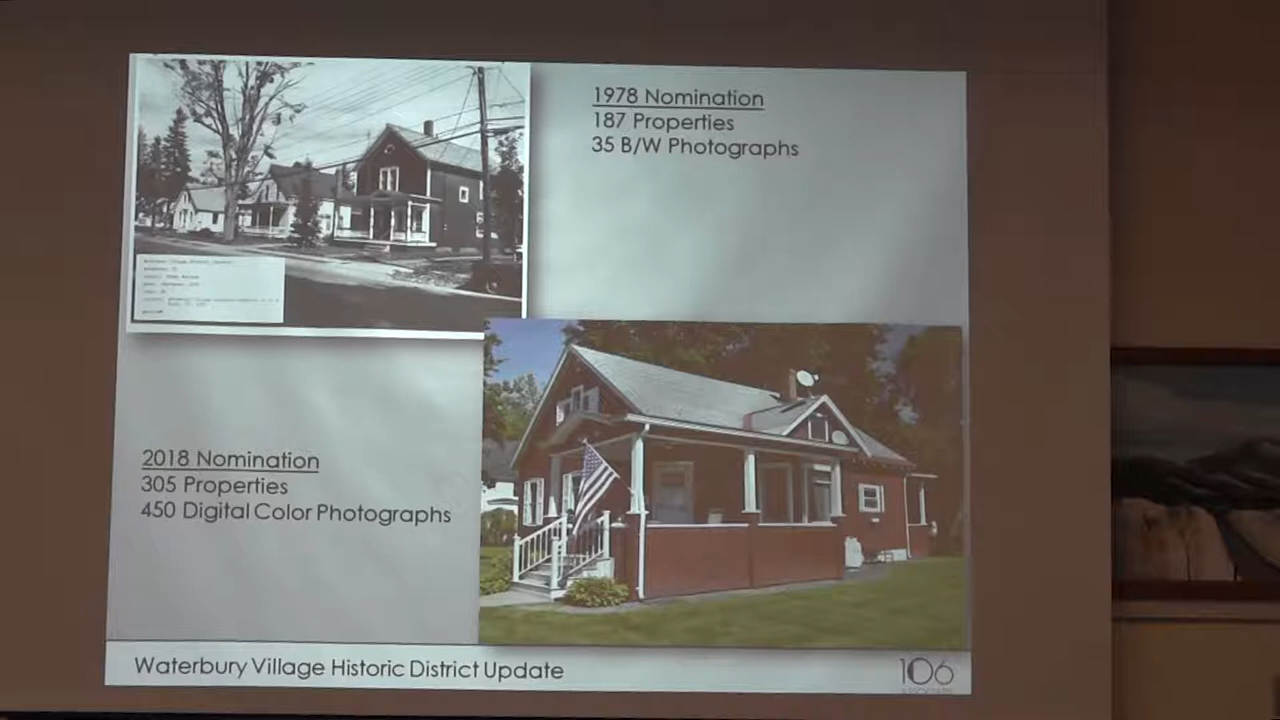 1978 Nomination
187 Properties
35 B/W Photographs
2018 Nomination
305 Properties
450 Digital Color Photographs
Waterbury Village Historic District Update
106
ASSOCIATES